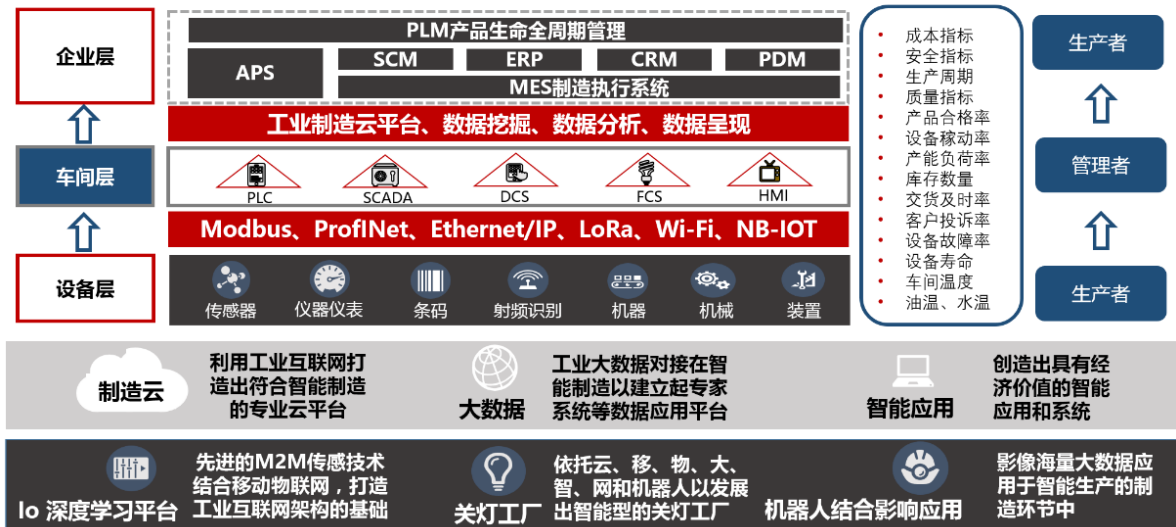 企业层
PLM产品生命全周期管理
APS
SCM
ERP
CRM
PDM
MES制造执行系统
工业制造云平台、数据挖掘、数据分析、数据呈现
车间层
PLC
SCADA
DCS
FCS
HMI
Modbus、ProfINet、Ethernet/IP、LoRa、Wi-Fi、NB-IOT
设备层
传感器
仪器仪表
条码
射频识别
机器
机械
装置
• 成本指标
• 安全指标
• 生产周期
• 质量指标
• 产品合格率
• 设备稼动率
• 产能负荷率
• 库存数量
• 交货及时率
• 客户投诉率
• 设备故障率
• 设备寿命
• 车间温度
• 油温、水温
生产者
管理者
生产者
制造云
利用工业互联网打
造出符合智能制造
的专业云平台
大数据
工业大数据对接在智
能制造以建立起专家
系统等数据应用平台
智能应用
创造出具有经
济价值的智能
应用和系统
Io 深度学习平台
先进的M2M传感技术
结合移动物联网，打造
工业互联网架构的基础
关灯工厂
依托云、移、物、大、
智、网和机器人以发展
出智能型的关灯工厂
机器人结合影响应用
影像海量大数据应
用于智能生产的制
造环节中